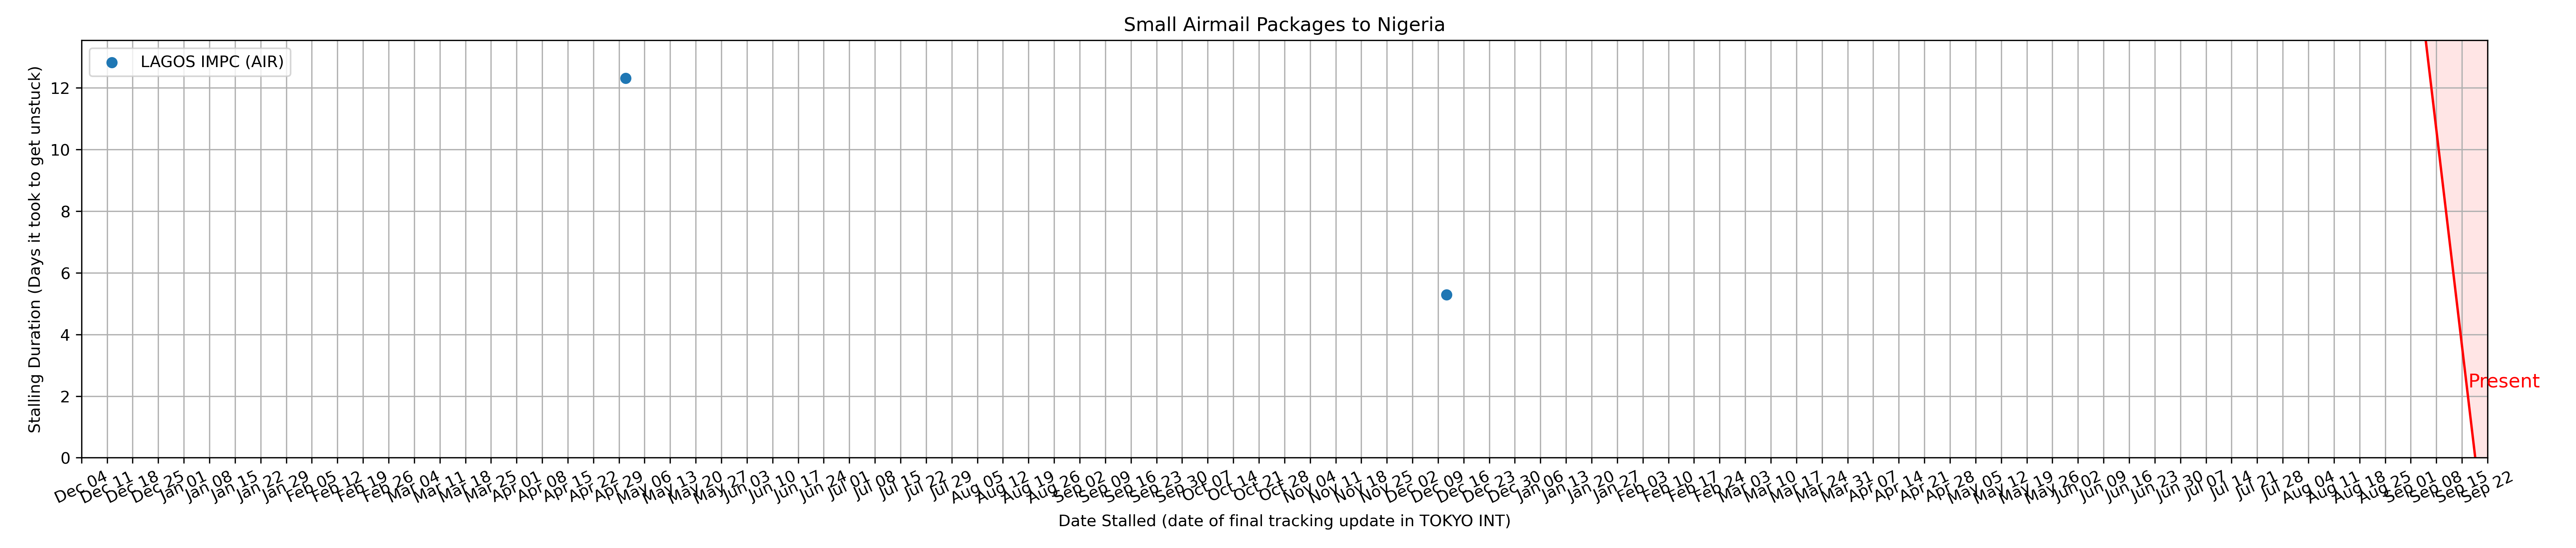 Small Airmail Packages to Nigeria
LAGOS IMPC (AIR)
Stalling Duration (Days it took to get unstuck)
12
10
8
6
4
2
0
Present
Dec 04
Dec 11
Dec 18
Dec 25
Jan 01
Jan 08
Jan 15
Jan 22
Jan 29
Feb 05
Feb 12
Feb 19
Feb 26
Mar 04
Mar 11
Mar 18
Mar 25
Apr 01
Apr 08
Apr 15
Apr 22
Apr 29
May 06
May 13
May 20
May 27
Jun 03
Jun 10
Jun 17
Jun 24
Jul 01
Jul 08
Jul 15
Jul 22
Jul 29
Aug 05
Aug 12
Aug 19
Aug 26
Sep 02
Sep 09
Sep 16
Sep 23
Sep 30
Oct 07
Oct 14
Oct 21
Oct 28
Nov 04
Nov 11
Nov 18
Nov 25
Dec 02
Dec 09
Dec 16
Dec 23
Dec 30
Jan 06
Jan 13
Jan 20
Jan 27
Feb 03
Feb 10
Feb 17
Feb 24
Mar 03
Mar 10
Mar 17
Mar 24
Mar 31
Apr 07
Apr 14
Apr 21
Apr 28
May 05
May 12
May 19
May 26
Jun 02
Jun 09
Jun 16
Jun 23
Jun 30
Jul 07
Jul 14
Jul 21
Jul 28
Aug 04
Aug 11
Aug 18
Aug 25
Sep 01
Sep 08
Sep 15
Sep 22
Date Stalled (date of final tracking update in TOKYO INT)